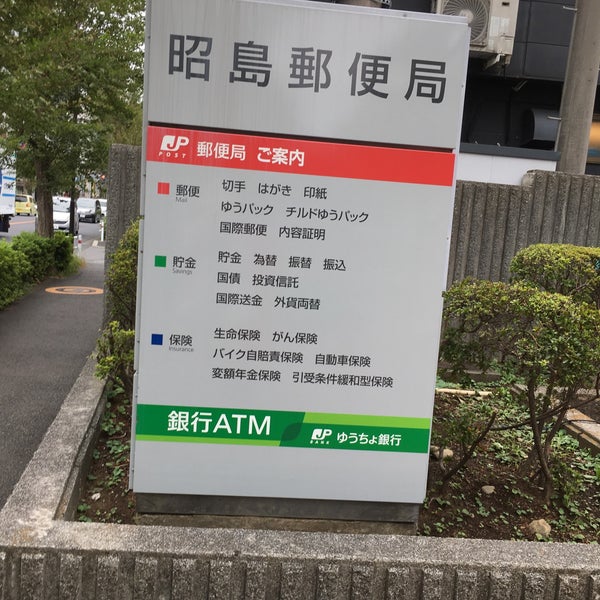 昭島郵便局
JP POST 郵便局 ご案内
郵便 切手 はがき 印紙
Mail ゆうパック チルドゆうパック
国際郵便 内容証明
貯金 貯金 為替 振替 振込
Savings 国債 投資信託
国際送金 外貨両替
保険 生命保険 がん保険
Insurance バイク自賠責保険 自動車保険
変額年金保険 引受条件緩和型保険
銀行ATM JP BANK ゆうちょ銀行